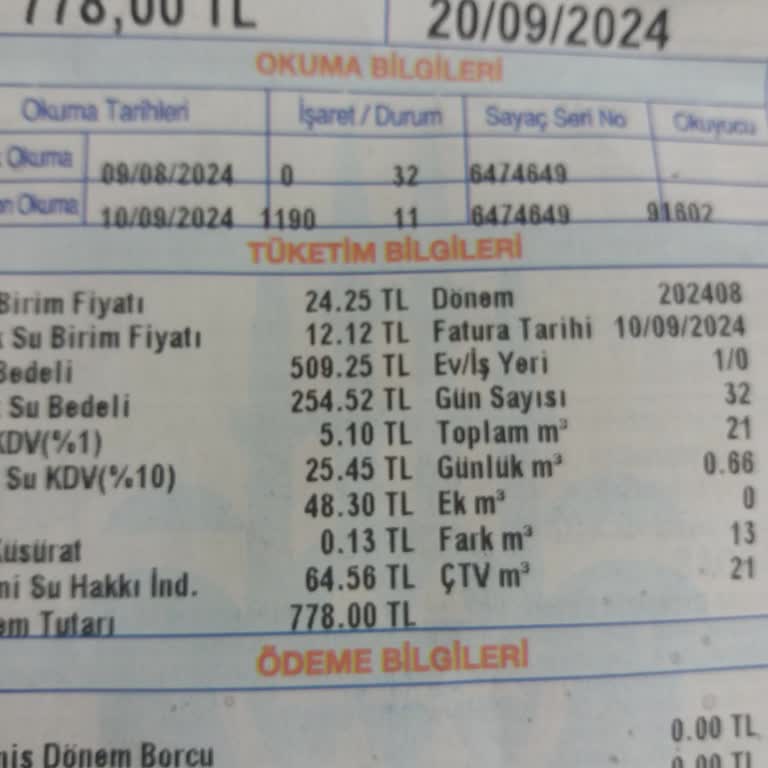 778,00 TL 20/09/2024
OKUMA BİLGİLERİ
Okuma Tarihleri İşaret / Durum Sayaç Seri No Okuyucu
Okuma 09/08/2024 0 32 6474649 -
Okuma 10/09/2024 1190 11 6474649 91602
TÜKETİM BİLGİLERİ
Birim Fiyatı 24.25 TL Dönem 202408
Su Birim Fiyatı 12.12 TL Fatura Tarihi 10/09/2024
Bedeli 509.25 TL Ev/İş Yeri 1/0
Su Bedeli 254.52 TL Gün Sayısı 32
KDV(%1) 5.10 TL Toplam m³ 21
Su KDV(%10) 25.45 TL Günlük m³ 0.66
48.30 TL Ek m³ 0
Küsürat 0.13 TL Fark m³ 13
ni Su Hakkı İnd. 64.56 TL ÇTV m³ 21
em Tutarı 778.00 TL
ÖDEME BİLGİLERİ
0.00 TL
Dönem Borcu 0.00 TL